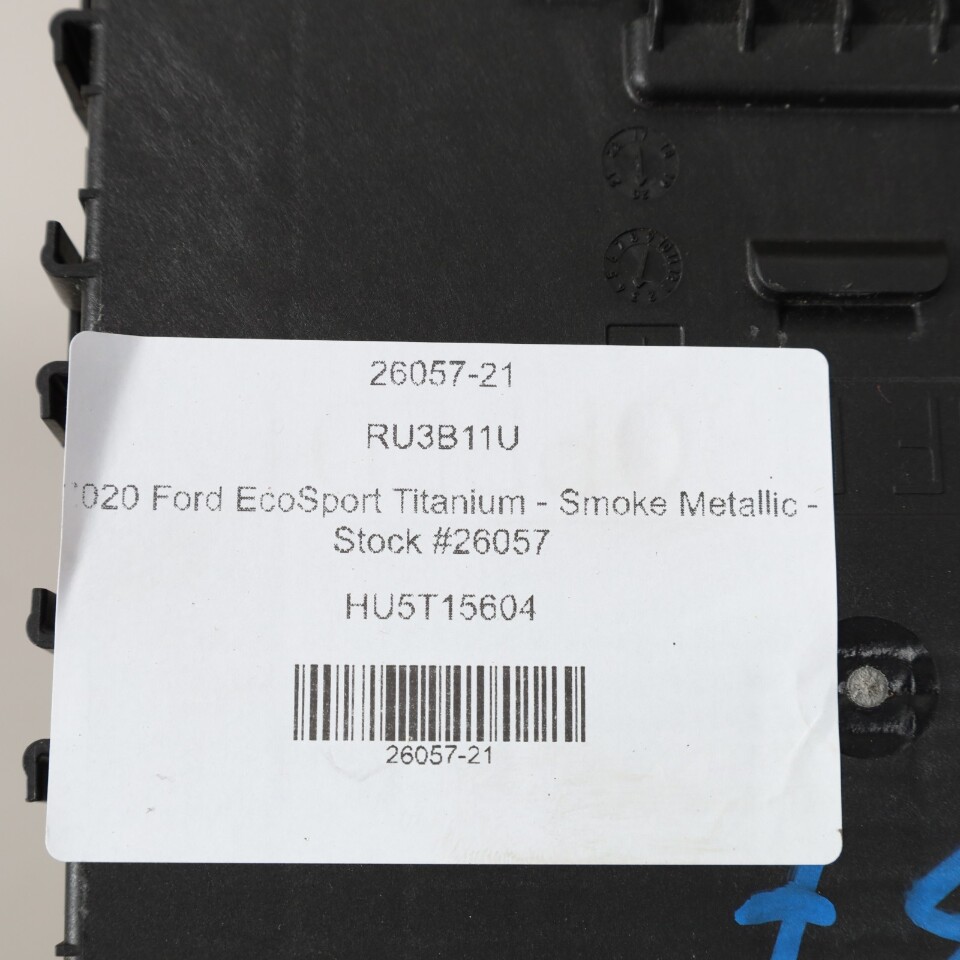 26057-21
RU3B11U
020 Ford EcoSport Titanium - Smoke Metallic -
Stock #26057
HU5T15604
26057-21